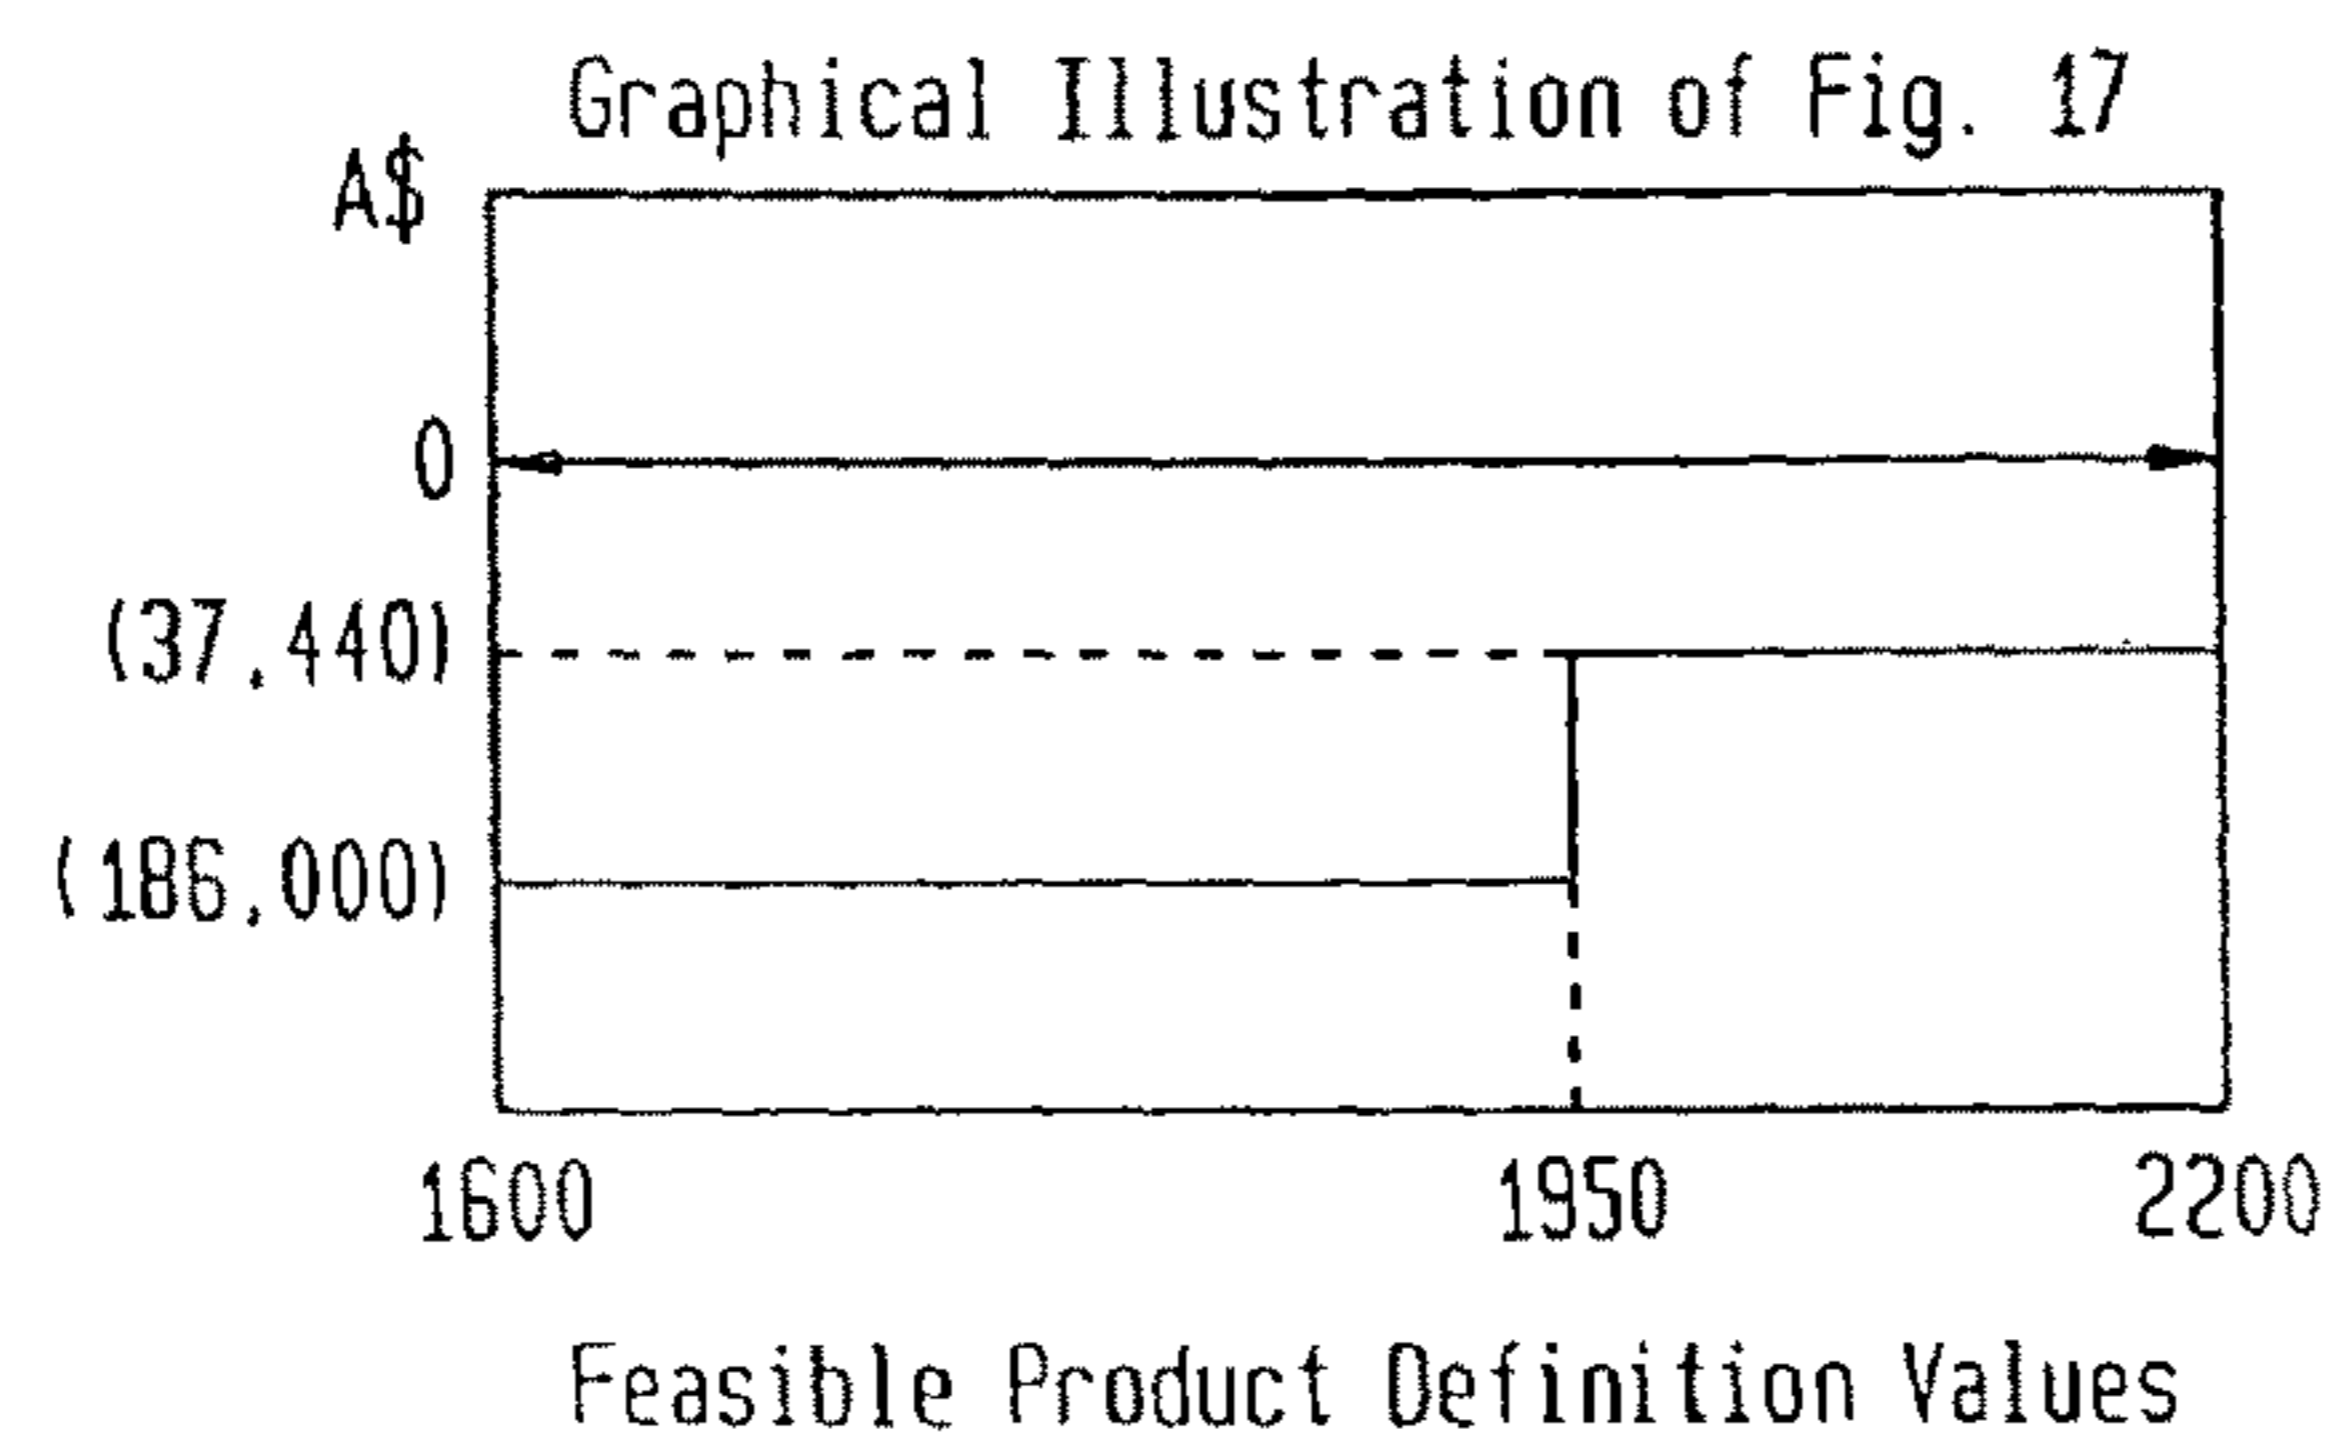 Graphical Illustration of Fig. 17
A$
0
(37,440)
(186,000)
1600 1950 2200
Feasible Product Definition Values